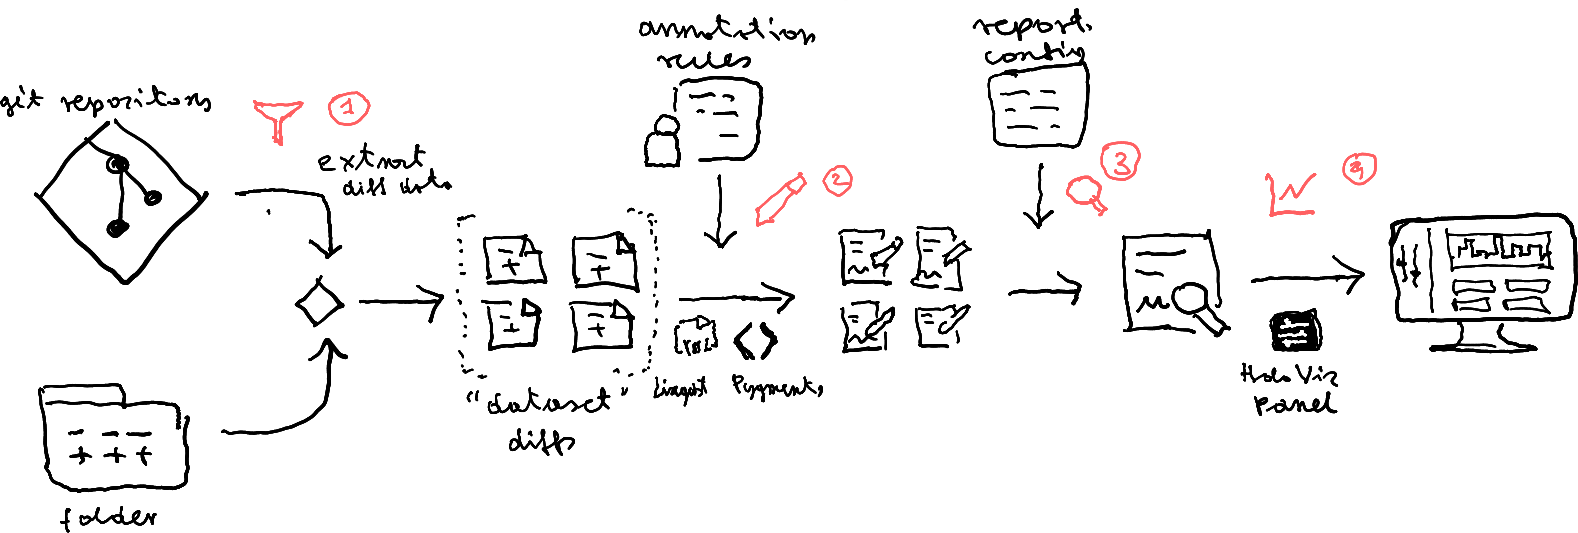 git repository
1
extract
diff data
annotation
rules
2
report
config
3
4
"dataset"
diffs
Linguist
Pygments
HoloViz
Panel
folder